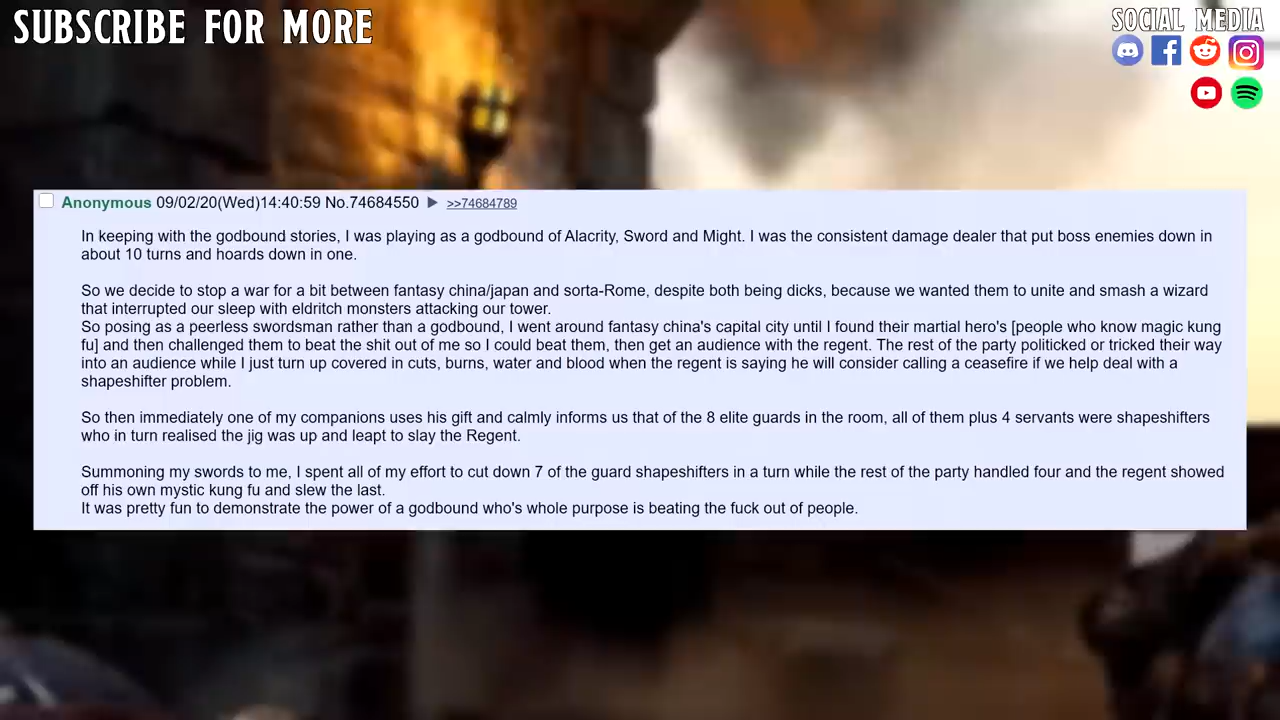 SUBSCRIBE FOR MORE
SOCIAL MEDIA
Anonymous 09/02/20(Wed)14:40:59 No.74684550 ▶ >>74684789
In keeping with the godbound stories, I was playing as a godbound of Alacrity, Sword and Might. I was the consistent damage dealer that put boss enemies down in
about 10 turns and hoards down in one.
So we decide to stop a war for a bit between fantasy china/japan and sorta-Rome, despite both being dicks, because we wanted them to unite and smash a wizard
that interrupted our sleep with eldritch monsters attacking our tower.
So posing as a peerless swordsman rather than a godbound, I went around fantasy china's capital city until I found their martial hero's [people who know magic kung
fu] and then challenged them to beat the shit out of me so I could beat them, then get an audience with the regent. The rest of the party politicked or tricked their way
into an audience while I just turn up covered in cuts, burns, water and blood when the regent is saying he will consider calling a ceasefire if we help deal with a
shapeshifter problem.
So then immediately one of my companions uses his gift and calmly informs us that of the 8 elite guards in the room, all of them plus 4 servants were shapeshifters
who in turn realised the jig was up and leapt to slay the Regent.
Summoning my swords to me, I spent all of my effort to cut down 7 of the guard shapeshifters in a turn while the rest of the party handled four and the regent showed
off his own mystic kung fu and slew the last.
It was pretty fun to demonstrate the power of a godbound who's whole purpose is beating the fuck out of people.